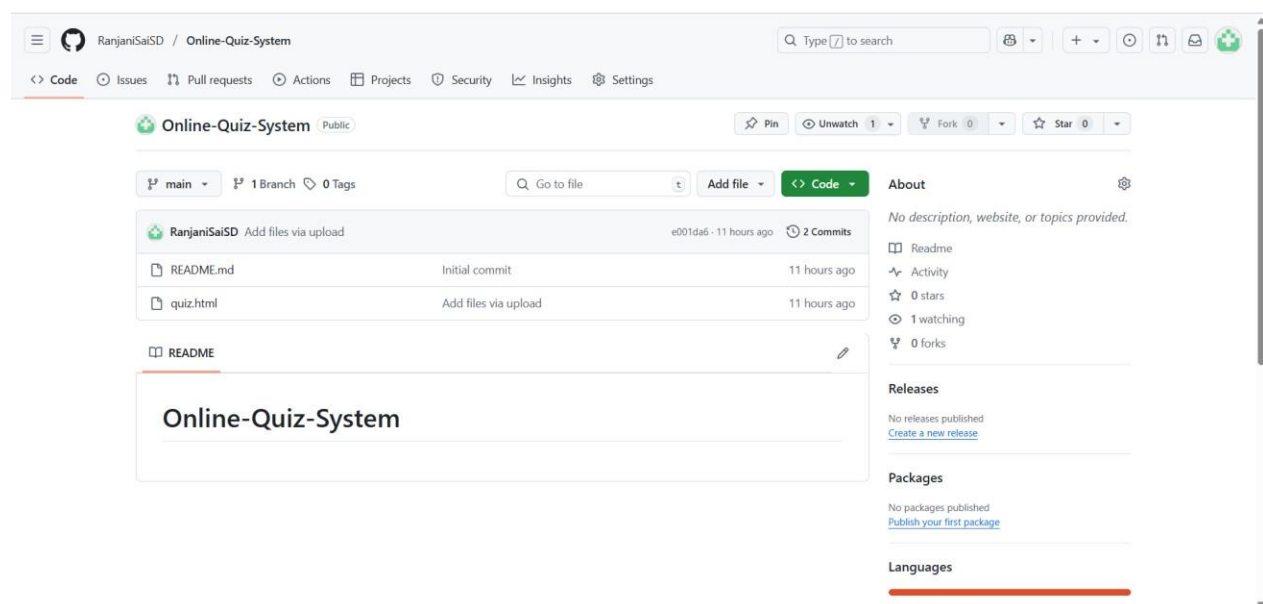 RanjaniSaiSD / Online-Quiz-System
Type / to search
Code Issues Pull requests Actions Projects Security Insights Settings
Online-Quiz-System Public
Pin Unwatch 1 Fork 0 Star 0
main 1 Branch 0 Tags Go to file t Add file Code
RanjaniSaiSD Add files via upload e001da6 · 11 hours ago 2 Commits
README.md Initial commit 11 hours ago
quiz.html Add files via upload 11 hours ago
README
Online-Quiz-System
About
No description, website, or topics provided.
Readme
Activity
0 stars
1 watching
0 forks
Releases
No releases published
Create a new release
Packages
No packages published
Publish your first package
Languages